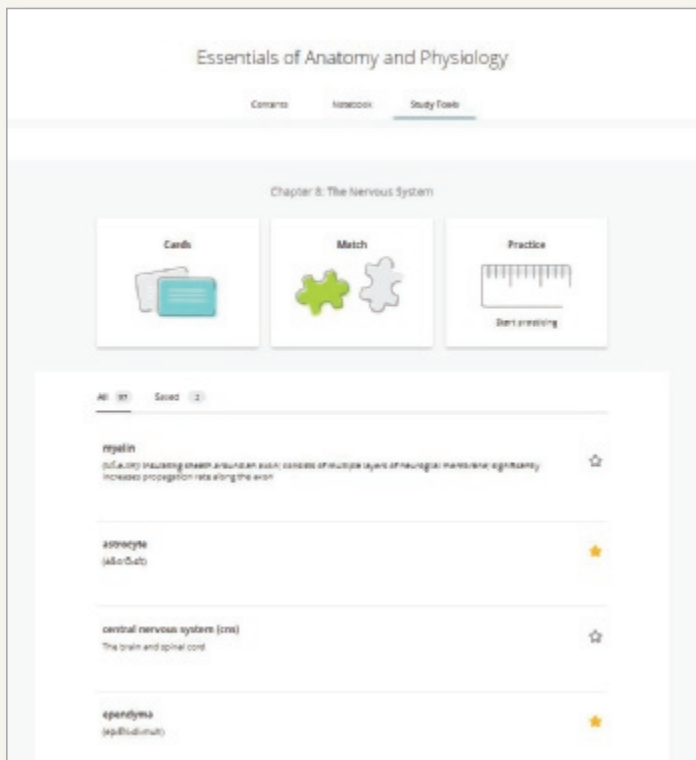 Essentials of Anatomy and Physiology
Contents Notebook Study Tools
Chapter 8: The Nervous System
Cards Match Practice
Start practicing
All 97 Saved 2
myelin
insulating sheath around an axon; consists of multiple layers of neuroglial membrane; significantly
increases propagation rate along the axon
astrocyte
central nervous system (cns)
The brain and spinal cord
ependyma